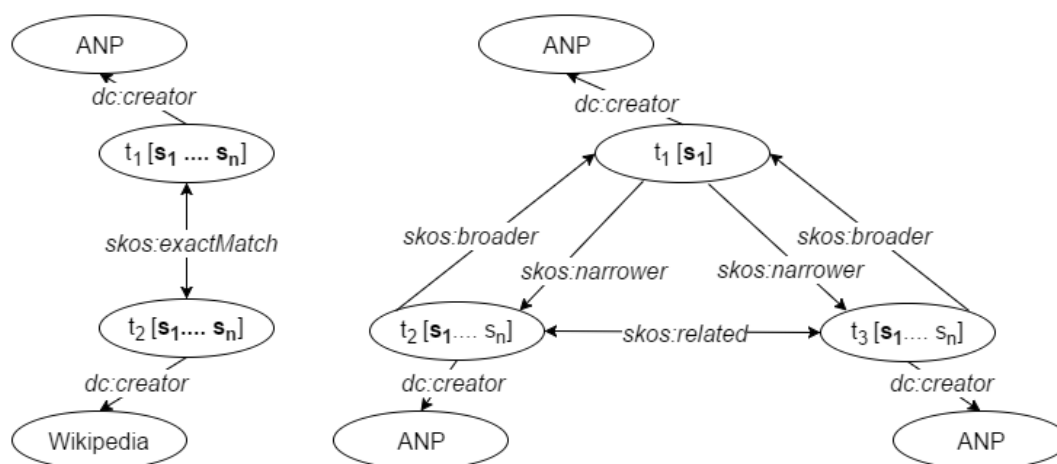 ANP
dc:creator
t1 [s1 .... sn]
skos:exactMatch
t2 [s1.... sn]
dc:creator
Wikipedia
ANP
dc:creator
t1 [s1]
skos:broader
skos:broader
skos:narrower
skos:narrower
t2 [s1.... sn]
skos:related
t3 [s1.... sn]
dc:creator
dc:creator
ANP
ANP